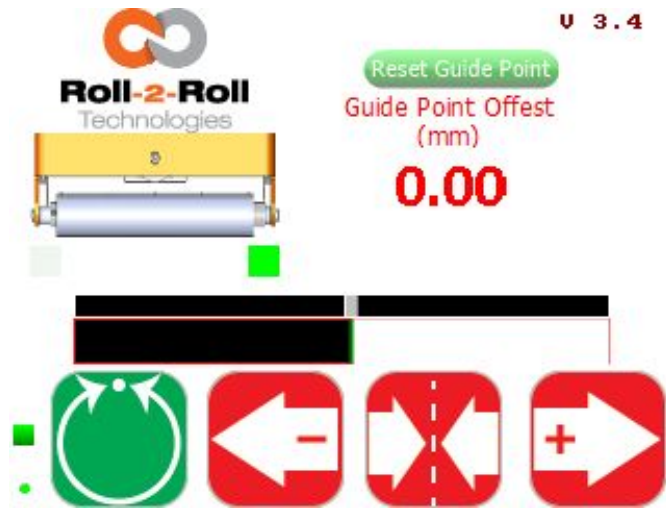 V 3.4
Roll-2-Roll
Technologies
Reset Guide Point
Guide Point Offest
(mm)
0.00
-
+